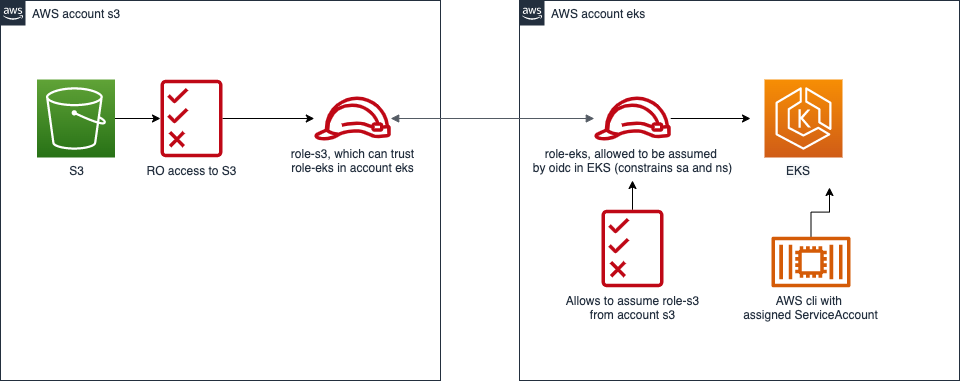 aws
AWS account s3
S3
RO access to S3
role-s3, which can trust
role-eks in account eks
aws
AWS account eks
role-eks, allowed to be assumed
by oidc in EKS (constrains sa and ns)
K
EKS
Allows to assume role-s3
from account s3
AWS cli with
assigned ServiceAccount